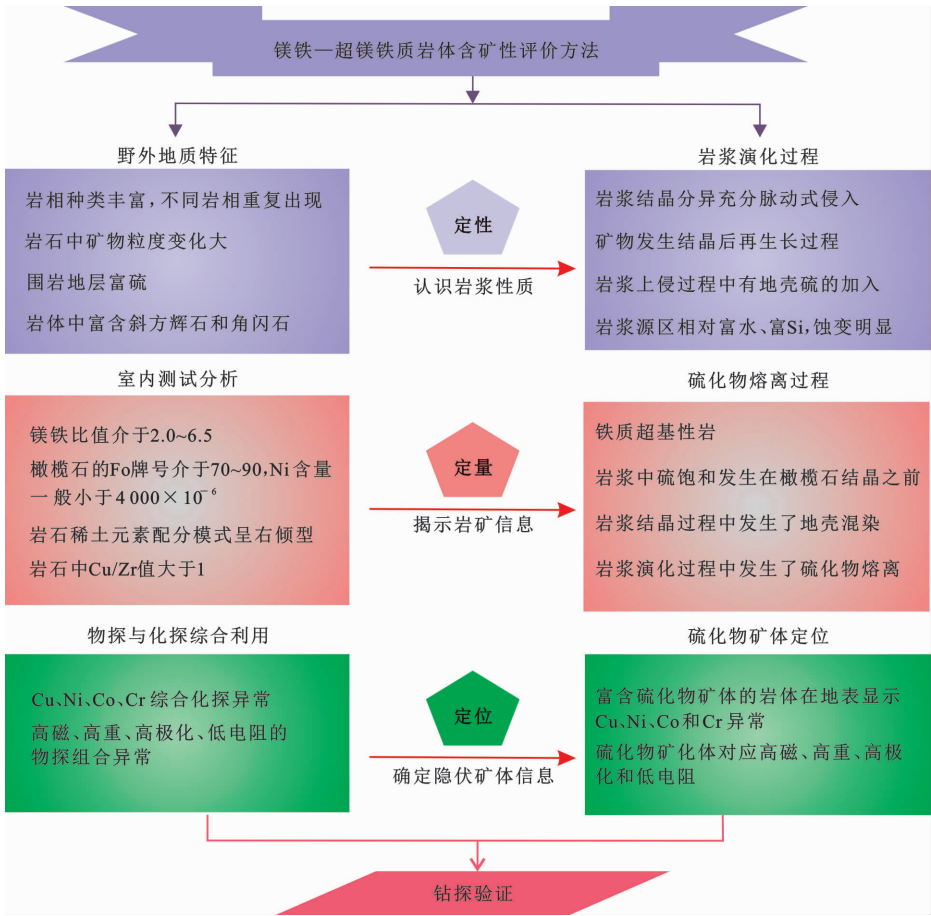 镁铁—超镁铁质岩体含矿性评价方法
野外地质特征
岩相种类丰富,不同岩相重复出现
岩石中矿物粒度变化大
围岩地层富硫
岩体中富含斜方辉石和角闪石
定性
认识岩浆性质
岩浆演化过程
岩浆结晶分异充分脉动式侵入
矿物发生结晶后再生长过程
岩浆上侵过程中有地壳硫的加入
岩浆源区相对富水、富Si,蚀变明显
室内测试分析
镁铁比值介于2.0~6.5
橄榄石的Fo牌号介于70~90,Ni含量
一般小于4 000×10⁻⁶
岩石稀土元素配分模式呈右倾型
岩石中Cu/Zr值大于1
定量
揭示岩矿信息
硫化物熔离过程
铁质超基性岩
岩浆中硫饱和发生在橄榄石结晶之前
岩浆结晶过程中发生了地壳混染
岩浆演化过程中发生了硫化物熔离
物探与化探综合利用
Cu、Ni、Co、Cr综合化探异常
高磁、高重、高极化、低电阻的
物探组合异常
定位
确定隐伏矿体信息
硫化物矿体定位
富含硫化物矿体的岩体在地表显示
Cu、Ni、Co和Cr异常
硫化物矿化体对应高磁、高重、高极
化和低电阻
钻探验证